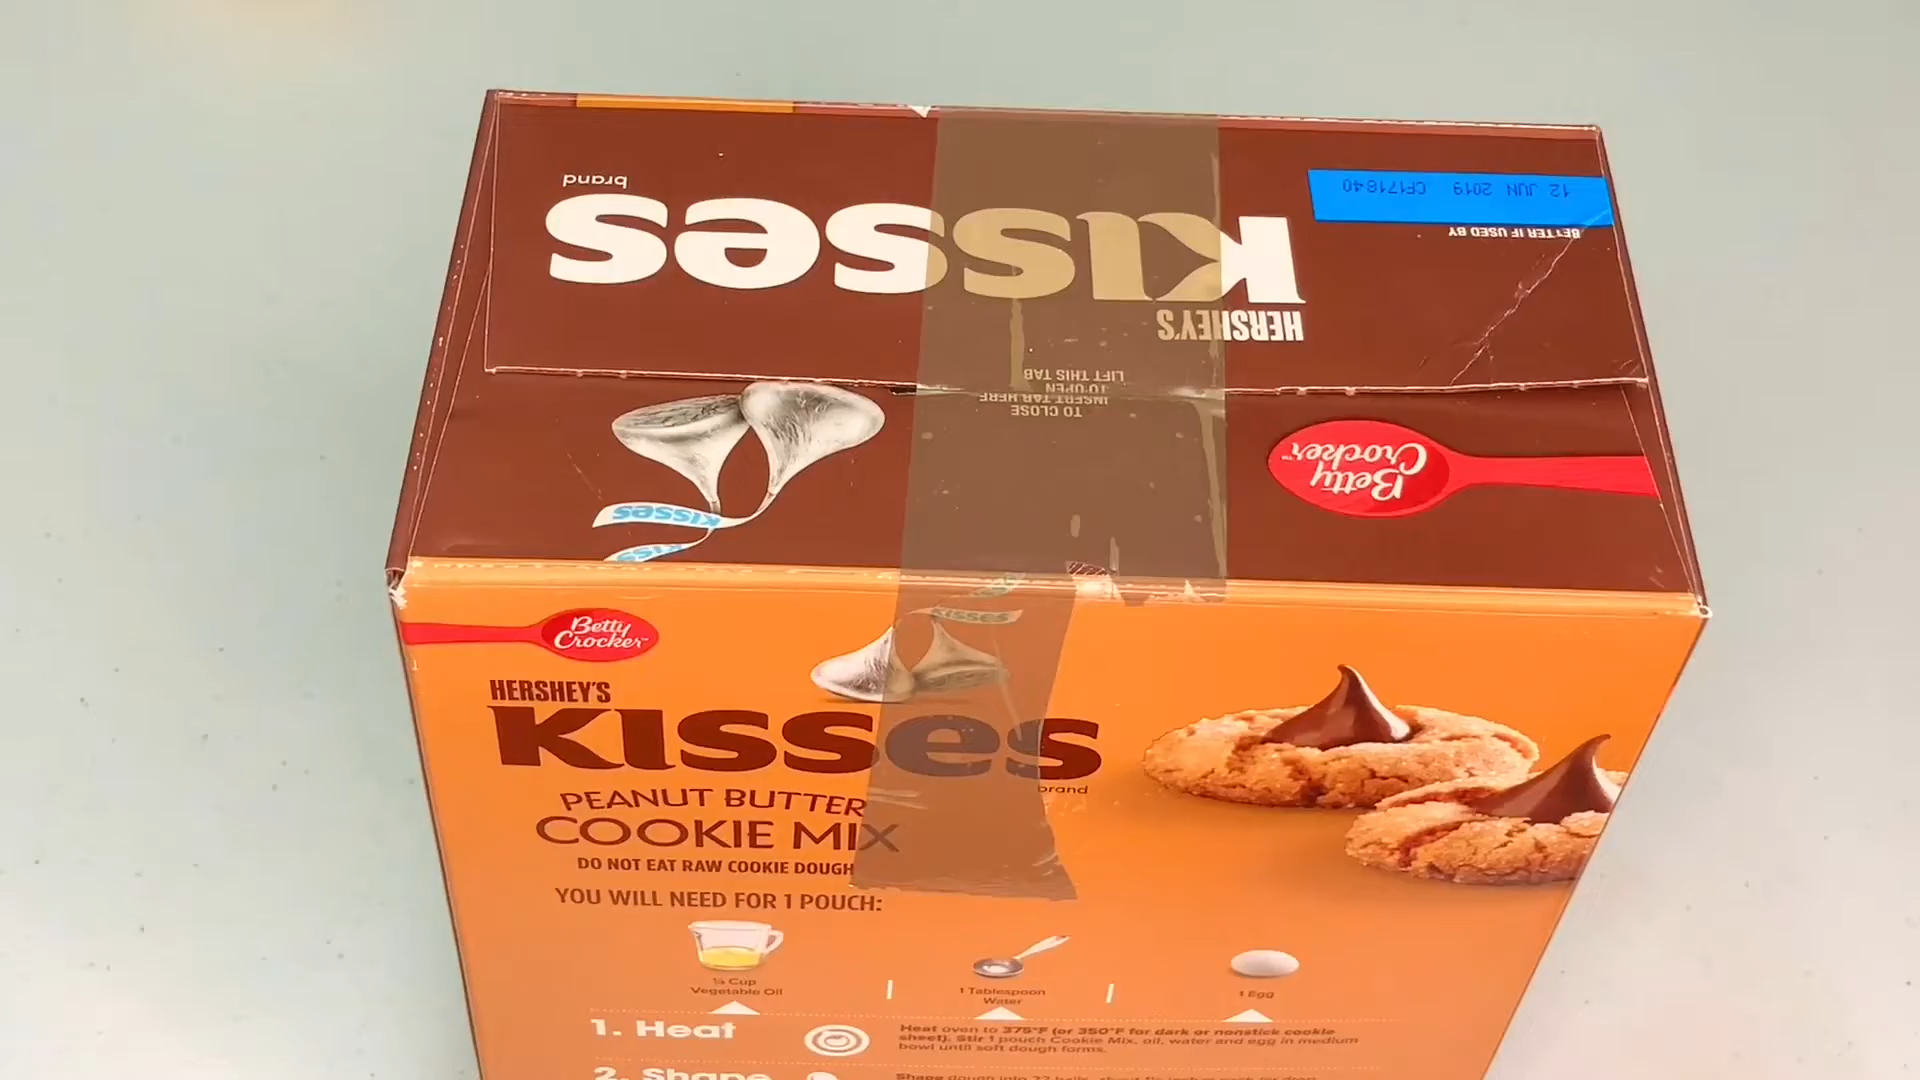 brand
Kisses
HERSHEY'S
12 JUN 2019 CF171840
BETTER IF USED BY
LIFT THIS TAB
TO OPEN
INSERT TAB HERE
TO CLOSE
Betty
Crocker
KISSES
KISS
Betty
Crocker
KISSES
HERSHEY'S
Kisses
brand
PEANUT BUTTER
COOKIE MIX
DO NOT EAT RAW COOKIE DOUGH
YOU WILL NEED FOR 1 POUCH:
Cup
Vegetable Oil
1 Tablespoon
Water
1 Egg
1. Heat
Heat oven to 375°F (or 350°F for dark or nonstick cookie
sheet). Stir 1 pouch Cookie Mix, oil, water and egg in medium
bowl until soft dough forms.
2. Shape
Shape dough into